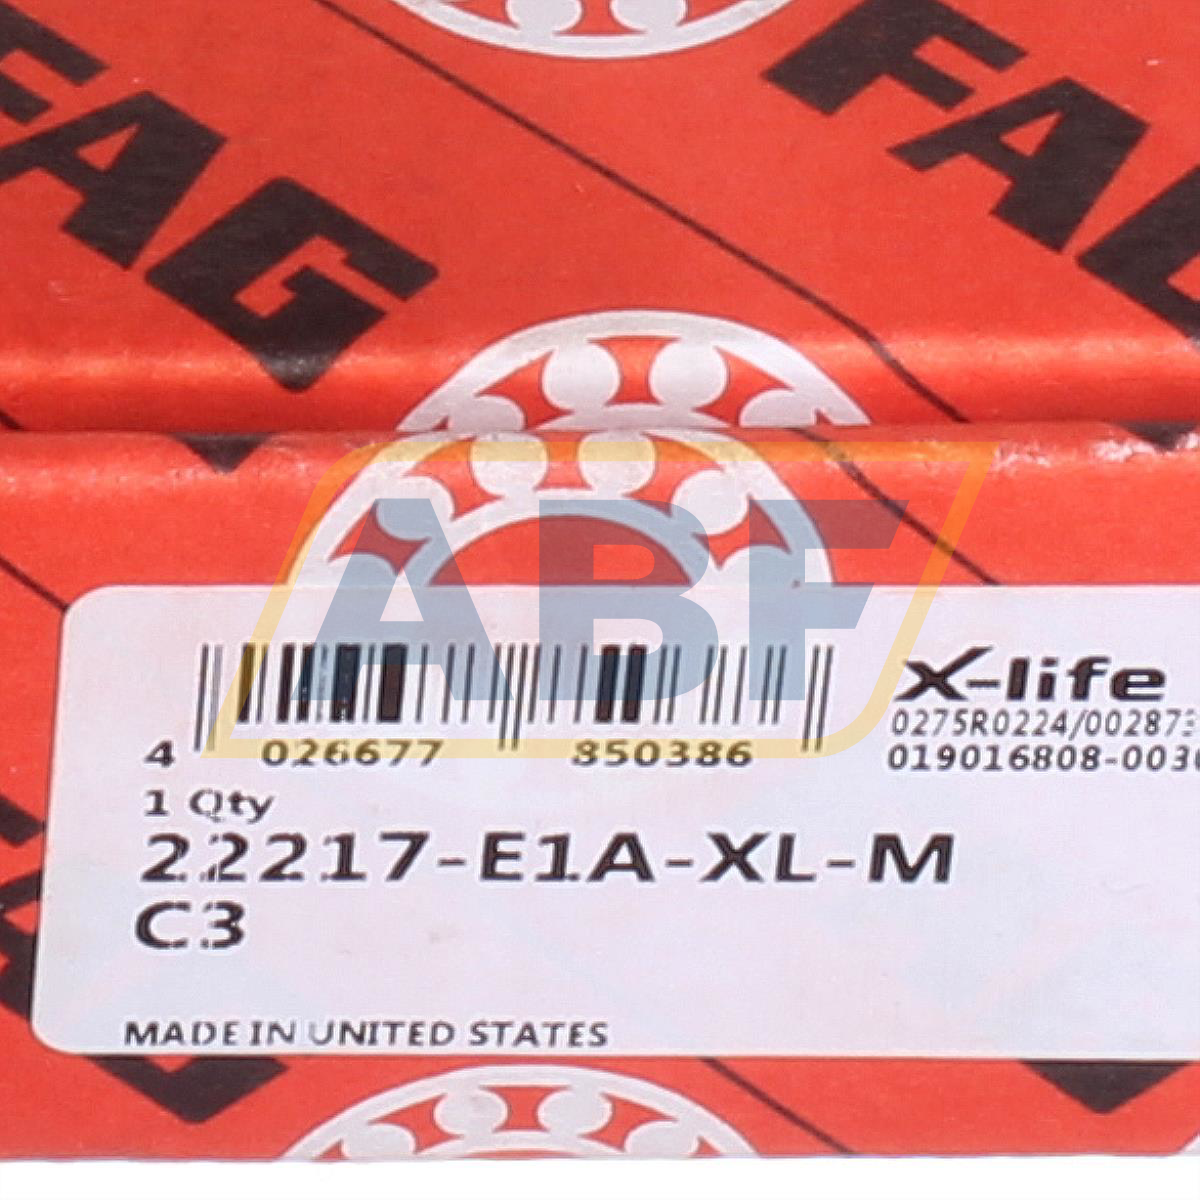 FAG
FAG
ABF
X-life
0275R0224/002873
4 026677 850386
019016808-0030
1 Qty
22217-E1A-XL-M
C3
MADE IN UNITED STATES